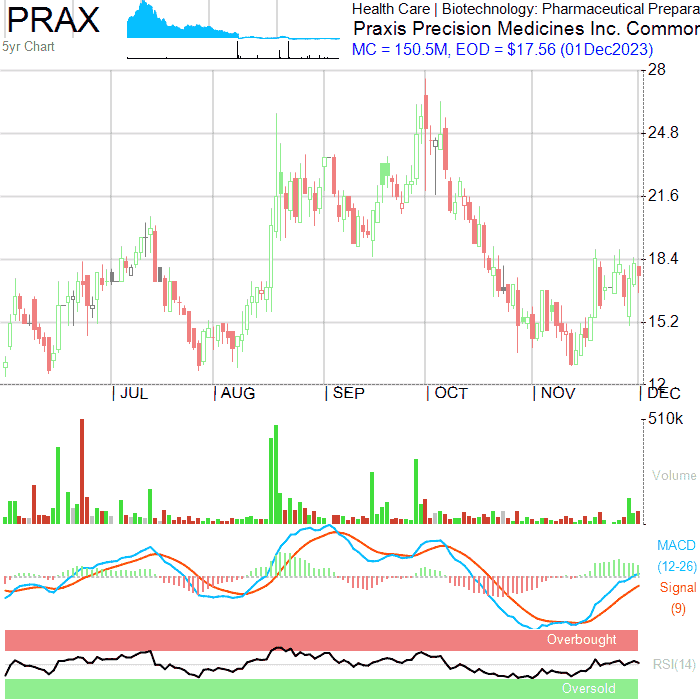 PRAX
5yr Chart
Health Care | Biotechnology: Pharmaceutical Prepara
Praxis Precision Medicines Inc. Common
MC = 150.5M, EOD = $17.56 (01Dec2023)
28
24.8
21.6
18.4
15.2
12
JUL
AUG
SEP
OCT
NOV
DEC
510k
Volume
MACD
(12-26)
Signal
(9)
Overbought
RSI(14)
Oversold